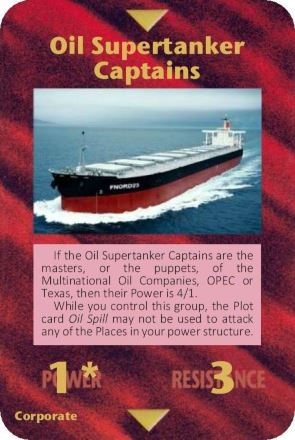 Oil Supertanker
Captains
FNORD23
If the Oil Supertanker Captains are the
masters, or the puppets, of the
Multinational Oil Companies, OPEC or
Texas, then their Power is 4/1.
While you control this group, the Plot
card Oil Spill may not be used to attack
any of the Places in your power structure.
POWER 1* RESISTANCE 3
Corporate